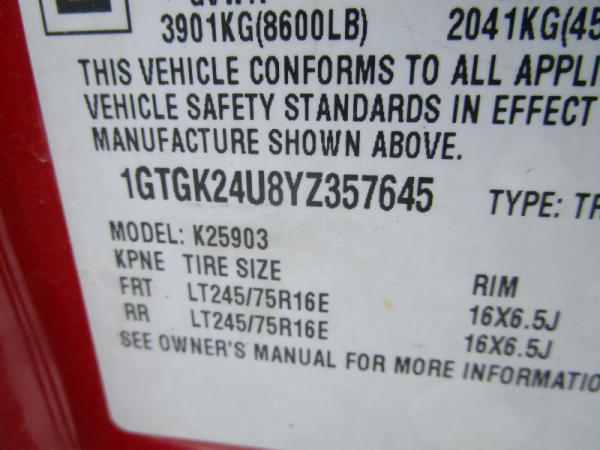 3901KG(8600LB) 2041KG(45
THIS VEHICLE CONFORMS TO ALL APPLI
VEHICLE SAFETY STANDARDS IN EFFECT
MANUFACTURE SHOWN ABOVE.
1GTGK24U8YZ357645 TYPE: TR
MODEL: K25903
KPNE TIRE SIZE RIM
FRT LT245/75R16E 16X6.5J
RR LT245/75R16E 16X6.5J
SEE OWNER'S MANUAL FOR MORE INFORMATIO